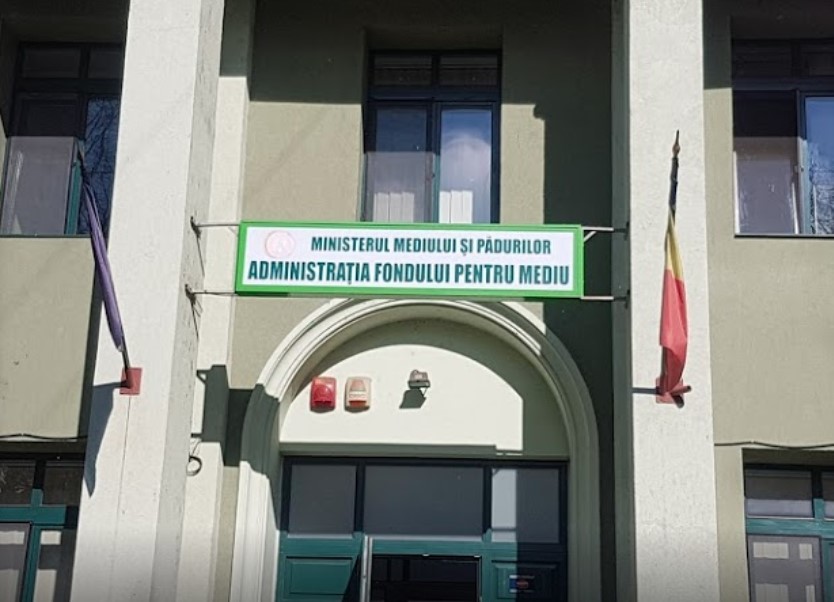 MINISTERUL MEDIULUI ȘI PĂDURILOR
ADMINISTRAȚIA FONDULUI PENTRU MEDIU